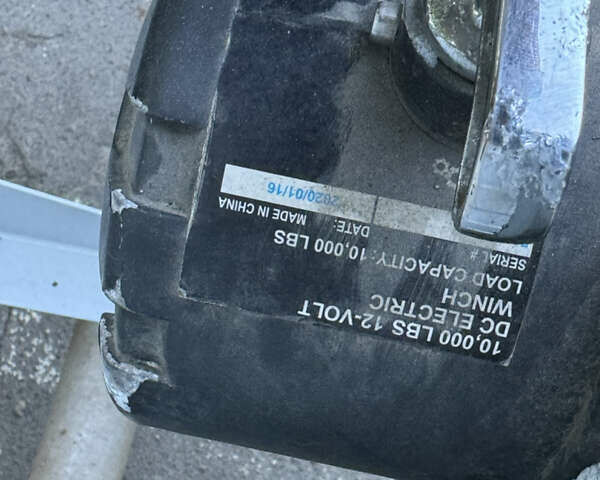 10,000 LBS 12-VOLT
DC ELECTRIC
WINCH
LOAD CAPACITY: 10,000 LBS
SERIAL #
DATE:
2020/01/16
MADE IN CHINA